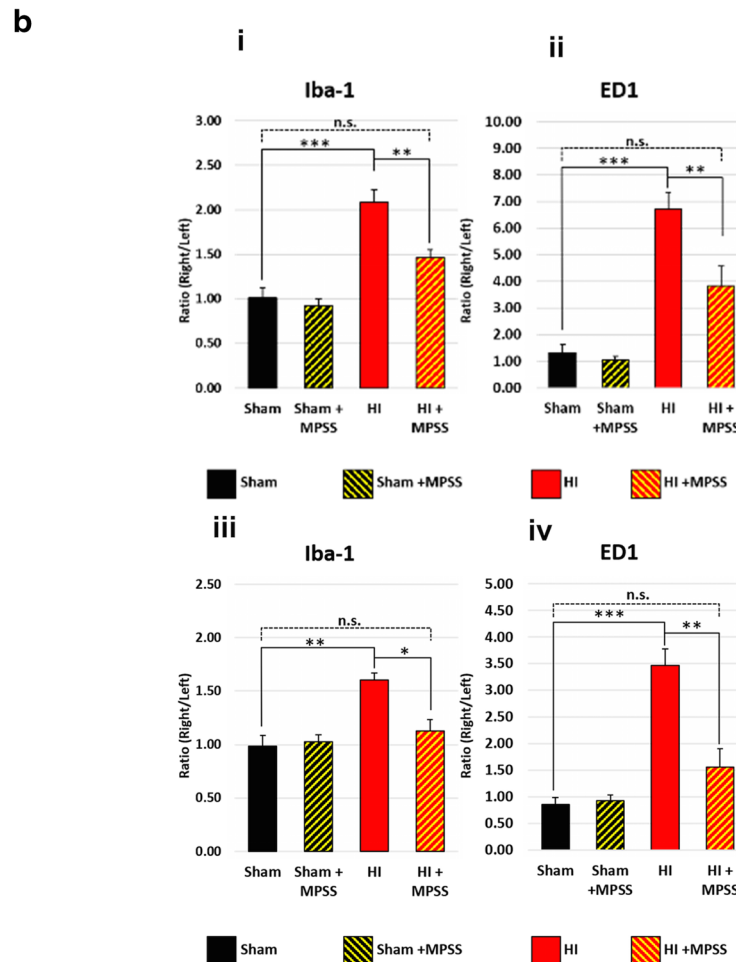 b
i
ii
Iba-1
ED1
3.00
2.50
2.00
1.50
1.00
0.50
0.00
Ratio (Right/Left)
n.s.
***
**
Sham
Sham +
MPSS
HI
HI +
MPSS
10.00
9.00
8.00
7.00
6.00
5.00
4.00
3.00
2.00
1.00
0.00
Ratio (Right/Left)
n.s.
***
**
Sham
Sham
+MPSS
HI
HI +
MPSS
Sham
Sham +MPSS
HI
HI +MPSS
iii
iv
Iba-1
ED1
2.50
2.00
1.50
1.00
0.50
0.00
Ratio (Right/Left)
n.s.
**
*
Sham
Sham +
MPSS
HI
HI +
MPSS
5.00
4.50
4.00
3.50
3.00
2.50
2.00
1.50
1.00
0.50
0.00
Ratio (Right/Left)
n.s.
***
**
Sham
Sham
+MPSS
HI
HI +
MPSS
Sham
Sham +MPSS
HI
HI +MPSS